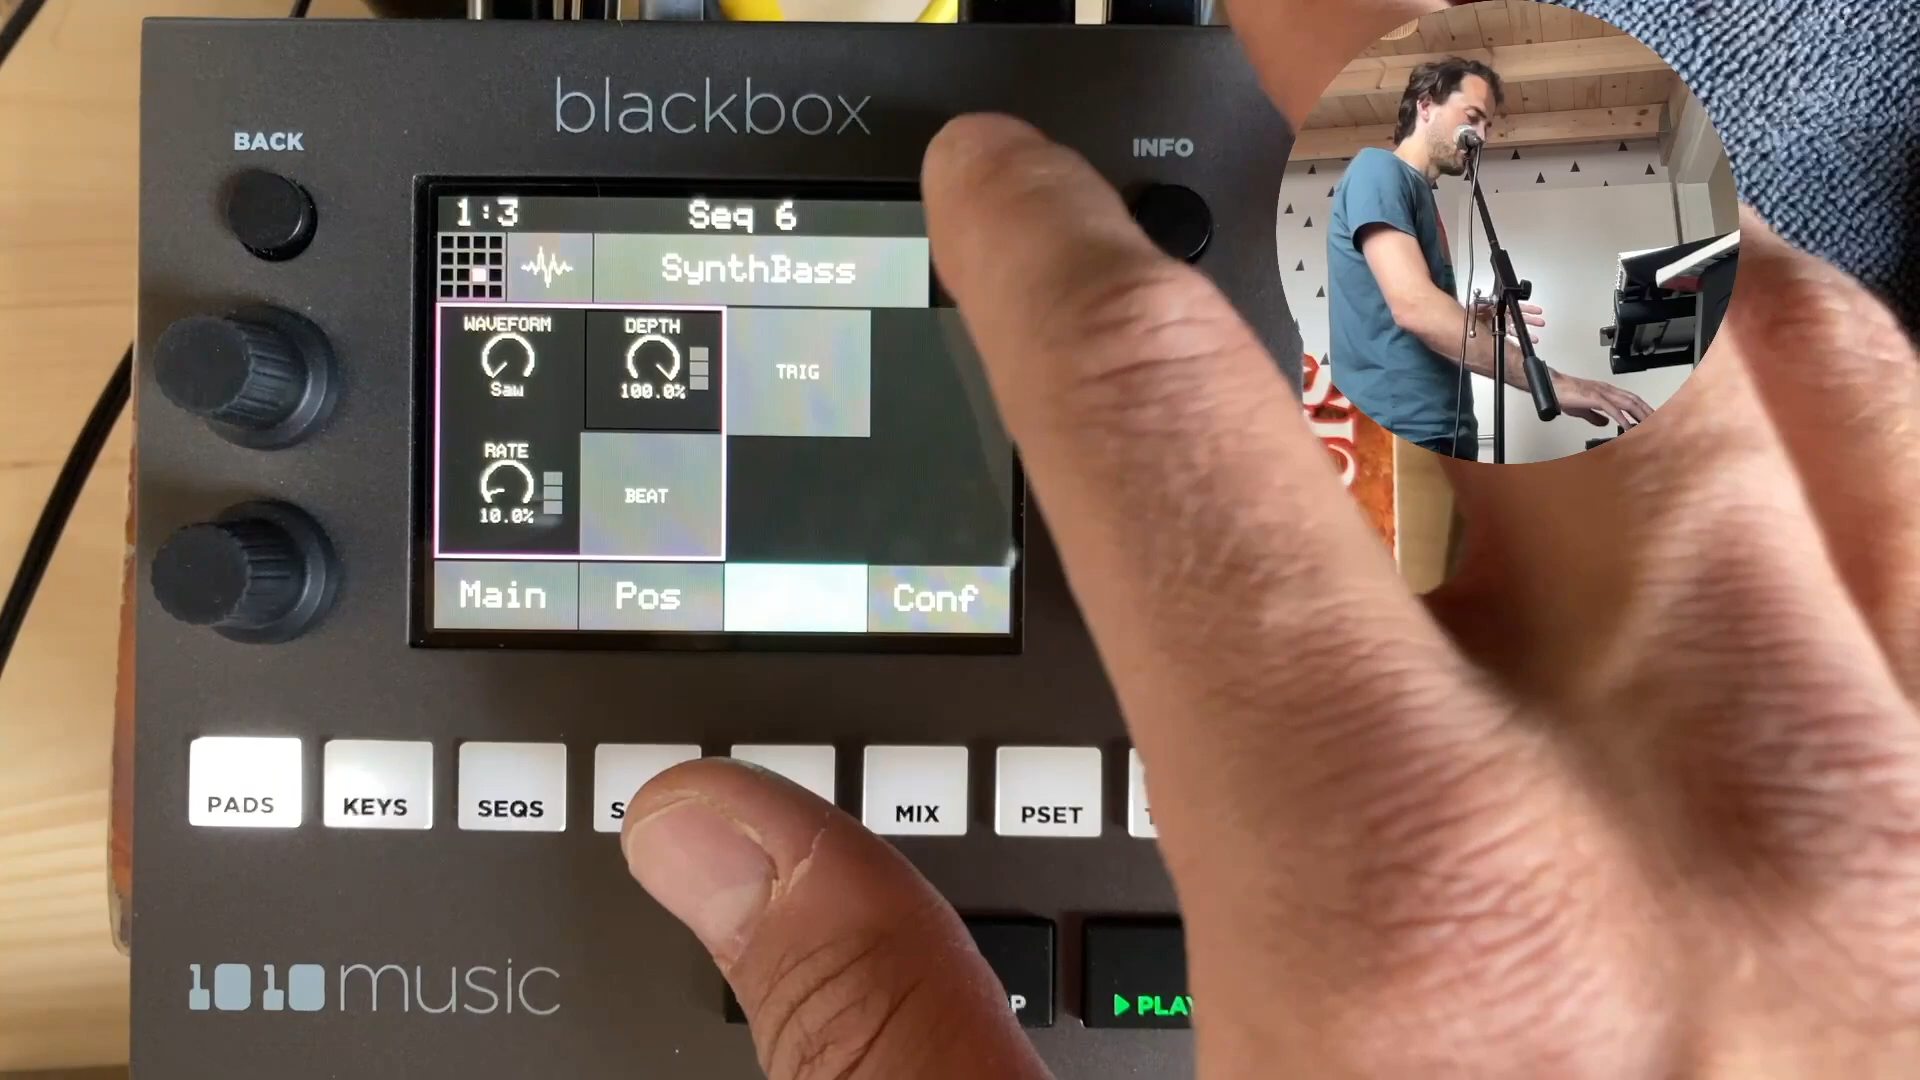 blackbox
BACK
INFO
1:3 Seq 6
SynthBass
WAVEFORM
Saw
DEPTH
100.0%
TRIG
RATE
10.0%
BEAT
Main Pos Conf
PADS KEYS SEQS MIX PSET
1010music
PLAY